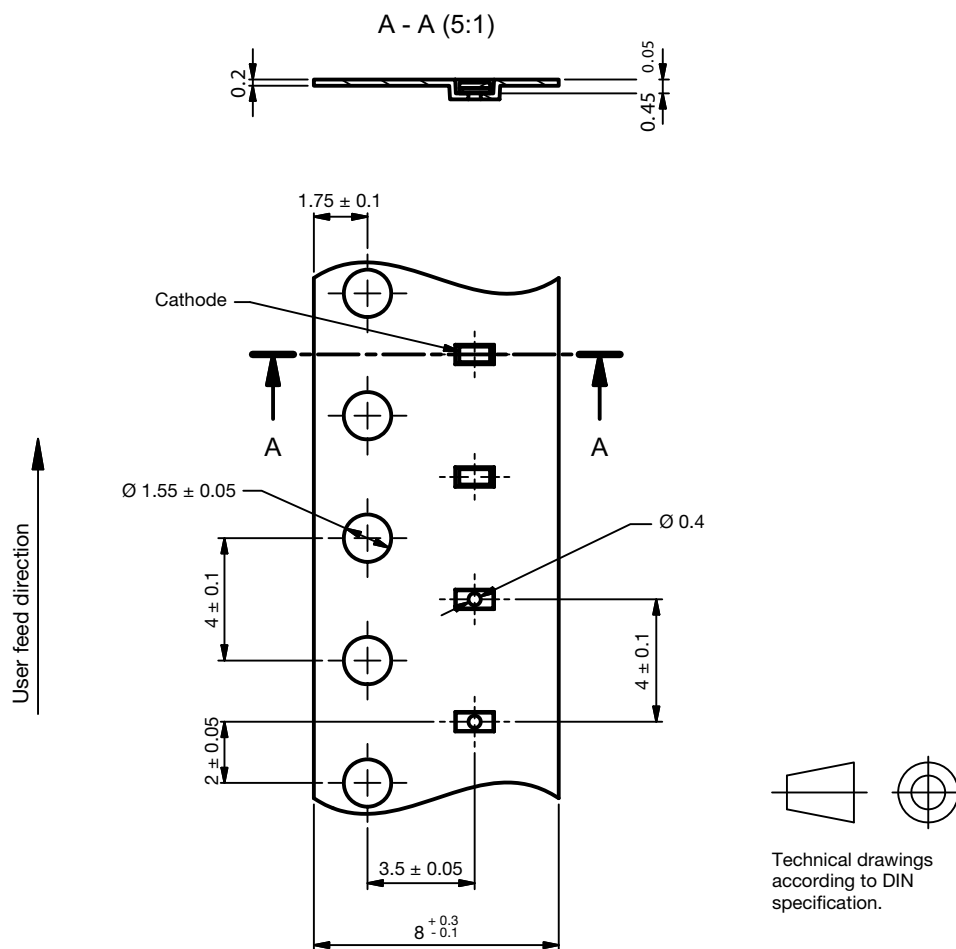 A - A (5:1)
0.2
0.05
0.45
1.75 ± 0.1
Cathode
A
A
User feed direction
Ø 1.55 ± 0.05
Ø 0.4
4 ± 0.1
4 ± 0.1
2 ± 0.05
3.5 ± 0.05
8 + 0.3 - 0.1
Technical drawings
according to DIN
specification.